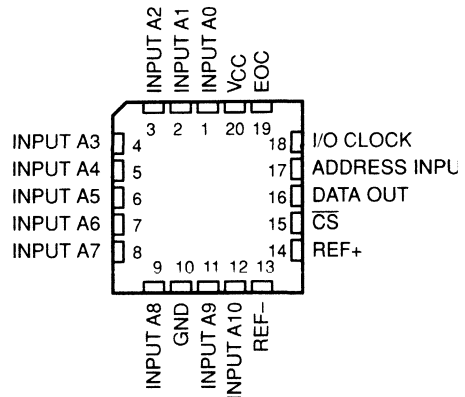 INPUT A2
INPUT A1
INPUT A0
VCC
EOC
3 2 1 20 19
INPUT A3 4
INPUT A4 5
INPUT A5 6
INPUT A6 7
INPUT A7 8
18 I/O CLOCK
17 ADDRESS INPU
16 DATA OUT
15 C̅S̅
14 REF+
9 10 11 12 13
INPUT A8
GND
INPUT A9
INPUT A10
REF–